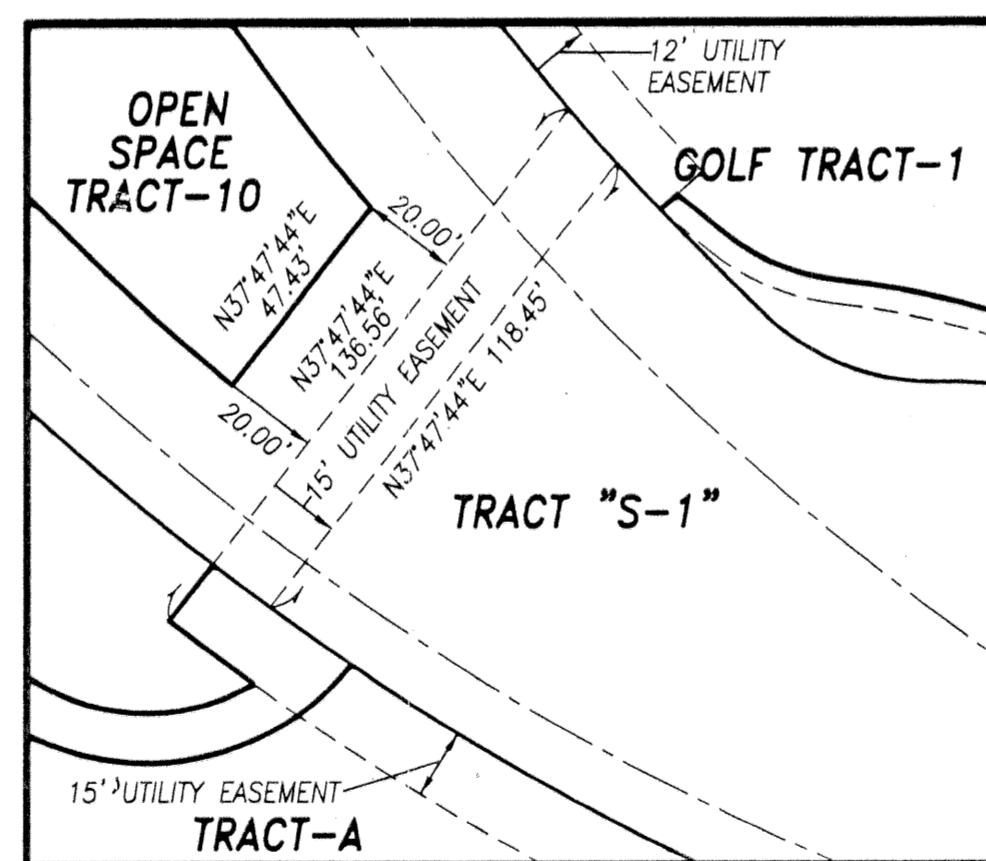 12' UTILITY
EASEMENT
OPEN
SPACE
TRACT-10
GOLF TRACT-1
20.00'
N37°47'44"E
47.43'
N37°47'44"E
136.56'
15' UTILITY EASEMENT
N37°47'44"E 118.45'
20.00'
TRACT "S-1"
15' UTILITY EASEMENT
TRACT-A